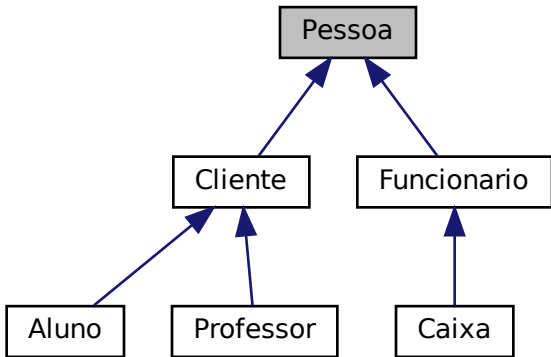 Pessoa
Cliente
Funcionario
Aluno
Professor
Caixa